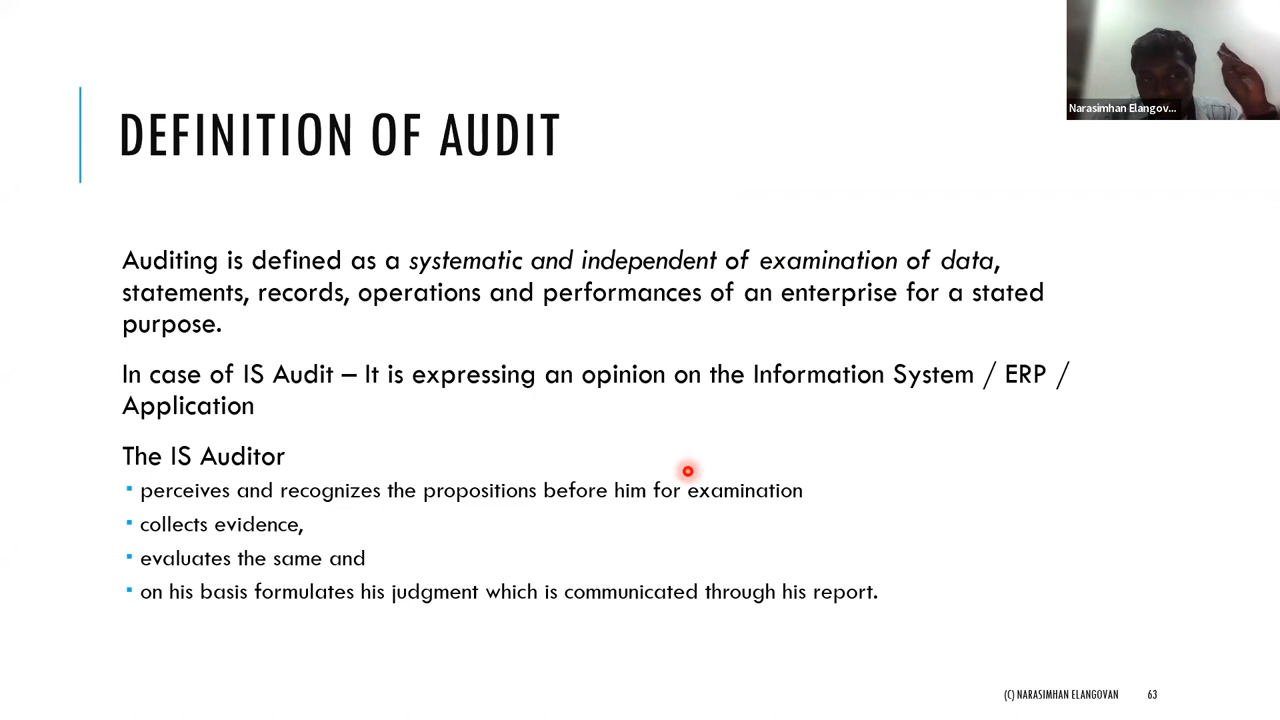 Narasimhan Elangov...
DEFINITION OF AUDIT
Auditing is defined as a systematic and independent of examination of data,
statements, records, operations and performances of an enterprise for a stated
purpose.
In case of IS Audit – It is expressing an opinion on the Information System / ERP /
Application
The IS Auditor
▪ perceives and recognizes the propositions before him for examination
▪ collects evidence,
▪ evaluates the same and
▪ on his basis formulates his judgment which is communicated through his report.
(C) NARASIMHAN ELANGOVAN 63